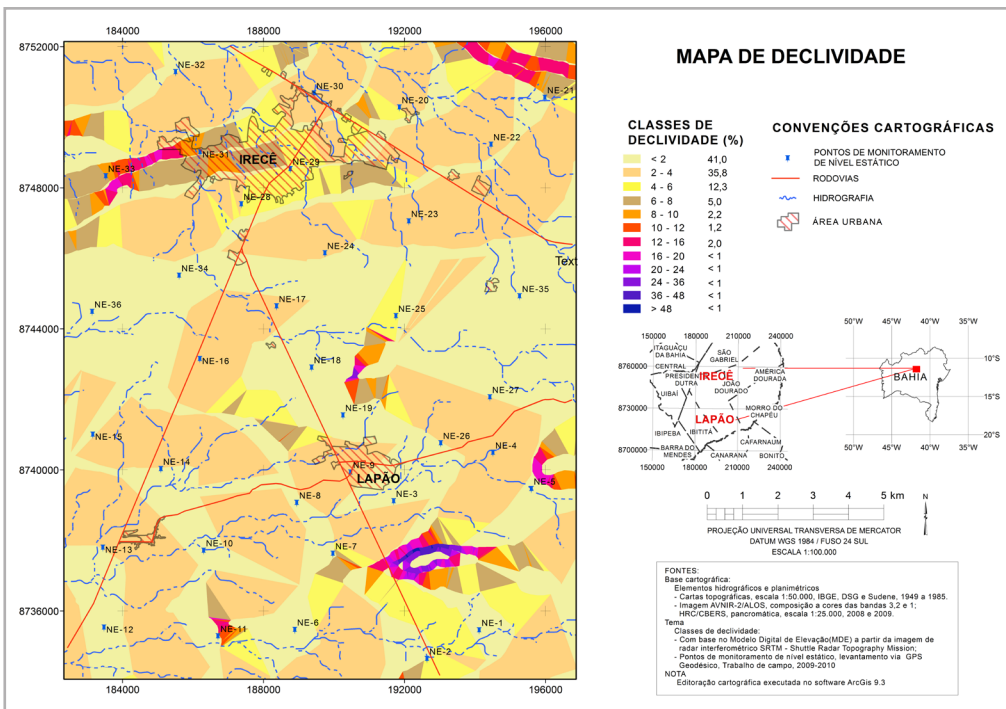 184000 188000 192000 196000
8752000
8748000
8744000
8740000
8736000
184000 188000 192000 196000
NE-32
NE-30
NE-20
NE-21
NE-22
NE-31
IRECÊ
NE-29
NE-33
NE-28
NE-23
NE-24
Text
NE-34
NE-35
NE-36
NE-17
NE-25
NE-16
NE-18
NE-27
NE-19
NE-15
NE-26
NE-14
NE-4
NE-9
LAPÃO
NE-5
NE-8
NE-3
NE-13
NE-10
NE-7
NE-12
NE-11
NE-6
NE-1
NE-2
MAPA DE DECLIVIDADE
CLASSES DE
DECLIVIDADE (%)
< 2 41,0
2 - 4 35,8
4 - 6 12,3
6 - 8 5,0
8 - 10 2,2
10 - 12 1,2
12 - 16 2,0
16 - 20 < 1
20 - 24 < 1
24 - 36 < 1
36 - 48 < 1
> 48 < 1
CONVENÇÕES CARTOGRÁFICAS
PONTOS DE MONITORAMENTO
DE NÍVEL ESTÁTICO
RODOVIAS
HIDROGRAFIA
ÁREA URBANA
150000 180000 210000 240000
8760000
8730000
8700000
150000 180000 210000 240000
ITAGUAÇU
DA BAHIA
SÃO
GABRIEL
CENTRAL
IRECÊ
AMÉRICA
DOURADA
PRESIDEN
DUTRA
JOÃO
DOURADO
UIBAÍ
LAPÃO
MORRO DO
CHAPÉU
IBIPEBA
IBITITÁ
CAFARNAUM
BARRA DO
MENDES
CANARANA
BONITO
50°W 45°W 40°W 35°W
10°S
15°S
20°S
50°W 45°W 40°W 35°W
BAHIA
0 1 2 3 4 5 km
N
PROJEÇÃO UNIVERSAL TRANSVERSA DE MERCATOR
DATUM WGS 1984 / FUSO 24 SUL
ESCALA 1:100.000
FONTES:
Base cartográfica:
Elementos hidrográficos e planimétricos
- Cartas topográficas, escala 1:50.000, IBGE, DSG e Sudene, 1949 a 1985.
- Imagem AVNIR-2/ALOS, composição a cores das bandas 3,2 e 1;
HRC/CBERS, pancromática, escala 1:25.000, 2008 e 2009.
Tema
Classes de declividade:
- Com base no Modelo Digital de Elevação(MDE) a partir da imagem de
radar interferométrico SRTM - Shuttle Radar Topography Mission;
- Pontos de monitoramento de nível estático, levantamento via GPS
Geodésico, Trabalho de campo, 2009-2010
NOTA
Editoração cartográfica executada no software ArcGis 9.3